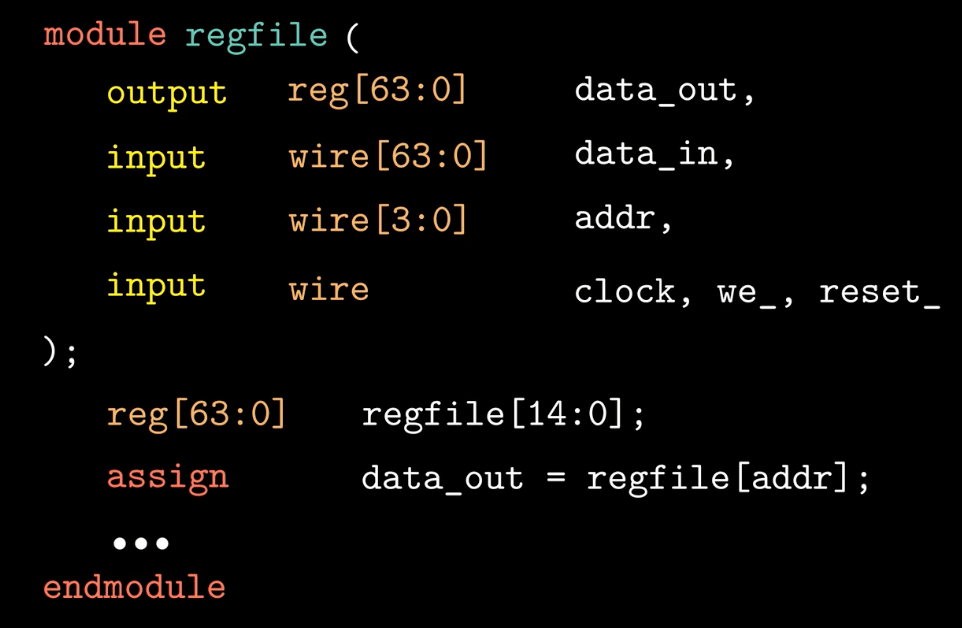 module regfile (
output reg[63:0] data_out,
input wire[63:0] data_in,
input wire[3:0] addr,
input wire clock, we_, reset_
);
reg[63:0] regfile[14:0];
assign data_out = regfile[addr];
•••
endmodule